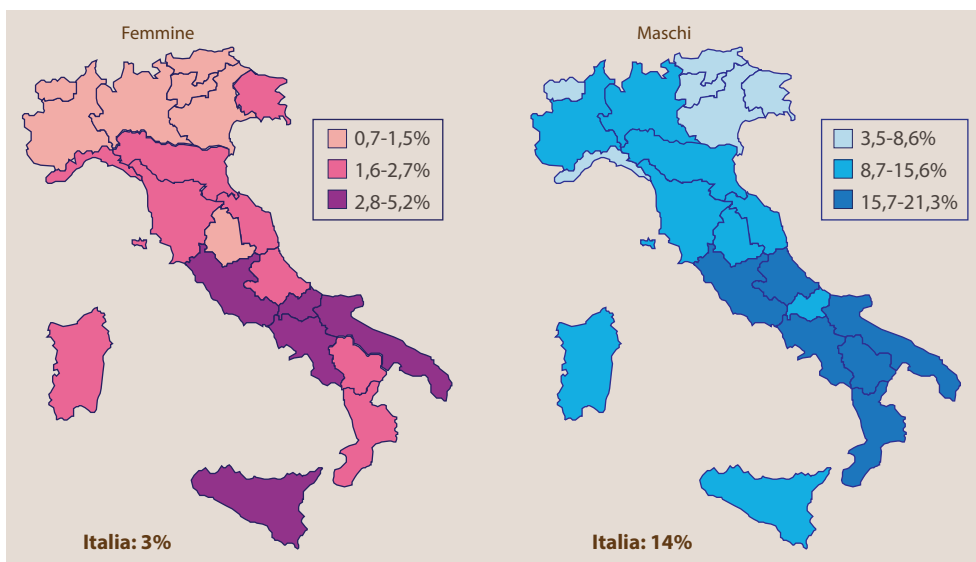 Femmine
0,7-1,5%
1,6-2,7%
2,8-5,2%
Italia: 3%
Maschi
3,5-8,6%
8,7-15,6%
15,7-21,3%
Italia: 14%